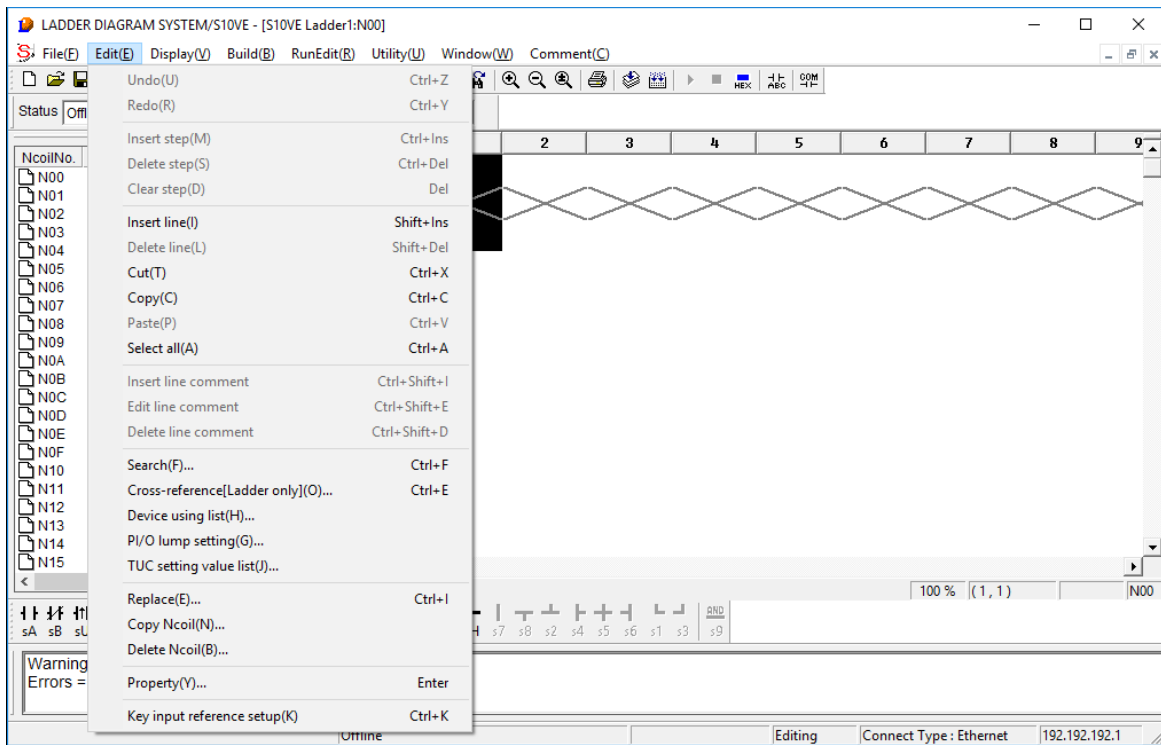 LADDER DIAGRAM SYSTEM/S10VE - [S10VE Ladder1:N00]
File(F) Edit(E) Display(V) Build(B) RunEdit(R) Utility(U) Window(W) Comment(C)
HEX ABC COM
Status Offl
Undo(U) Ctrl+Z
Redo(R) Ctrl+Y
Insert step(M) Ctrl+Ins
Delete step(S) Ctrl+Del
Clear step(D) Del
Insert line(I) Shift+Ins
Delete line(L) Shift+Del
Cut(T) Ctrl+X
Copy(C) Ctrl+C
Paste(P) Ctrl+V
Select all(A) Ctrl+A
Insert line comment Ctrl+Shift+I
Edit line comment Ctrl+Shift+E
Delete line comment Ctrl+Shift+D
Search(F)... Ctrl+F
Cross-reference[Ladder only](O)... Ctrl+E
Device using list(H)...
PI/O lump setting(G)...
TUC setting value list(J)...
Replace(E)... Ctrl+I
Copy Ncoil(N)...
Delete Ncoil(B)...
Property(Y)... Enter
Key input reference setup(K) Ctrl+K
2 3 4 5 6 7 8 9
NcoilNo.
N00
N01
N02
N03
N04
N05
N06
N07
N08
N09
N0A
N0B
N0C
N0D
N0E
N0F
N10
N11
N12
N13
N14
N15
100 % (1, 1) N00
AND
sA sB sU s7 s8 s2 s4 s5 s6 s1 s3 s9
Warning
Errors =
Offline Editing Connect Type : Ethernet 192.192.192.1